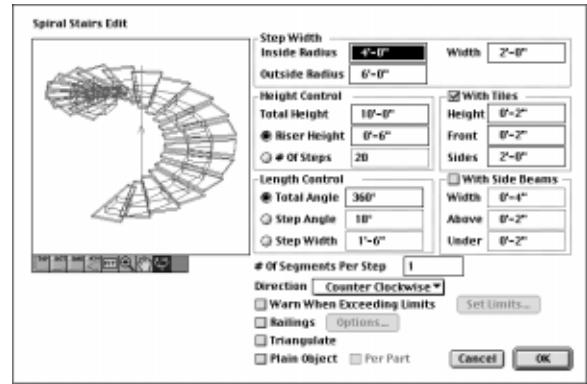 Spiral Stairs Edit
Step Width
Inside Radius 4'-0" Width 2'-0"
Outside Radius 6'-0"
Height Control
Total Height 10'-0"
Riser Height 0'-6"
# Of Steps 20
With Tiles
Height 0'-2"
Front 0'-2"
Sides 2'-0"
Length Control
Total Angle 360°
Step Angle 18°
Step Width 1'-6"
With Side Beams
Width 0'-4"
Above 0'-2"
Under 0'-2"
# Of Segments Per Step 1
Direction Counter Clockwise
Warn When Exceeding Limits Set Limits...
Railings Options...
Triangulate
Plain Object Per Part
Cancel OK